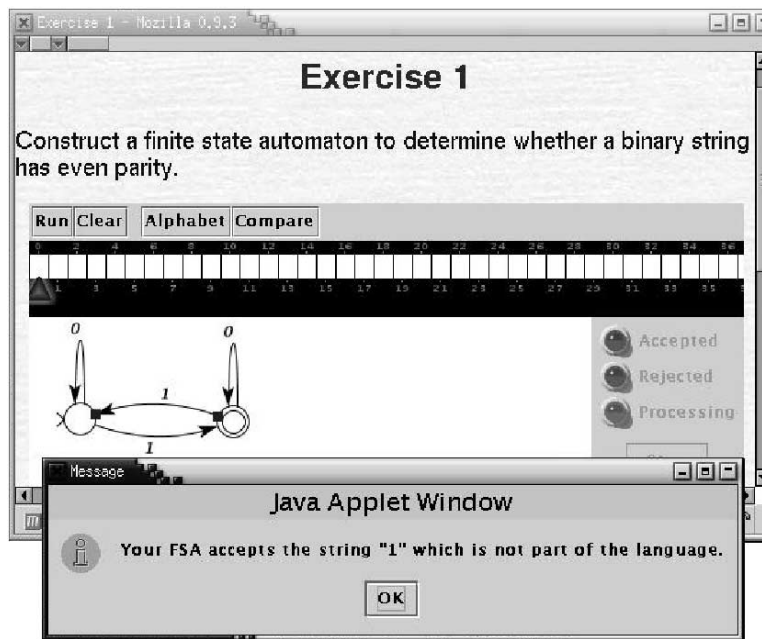 Exercise 1 - Mozilla 0.9.3
Exercise 1
Construct a finite state automaton to determine whether a binary string
has even parity.
Run Clear Alphabet Compare
0 2 4 6 8 10 12 14 16 18 20 22 24 26 28 30 32 34 36
1 3 5 7 9 11 13 15 17 19 21 23 25 27 29 31 33 35
0 0
Accepted
Rejected
1
Processing
1
Message
Java Applet Window
Your FSA accepts the string "1" which is not part of the language.
OK